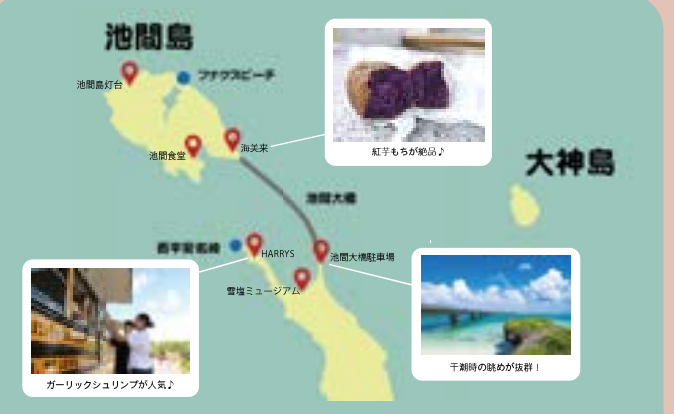 池間島
池間島灯台
フナクスビーチ
池間食堂
海美来
紅芋もちが絶品♪
大神島
池間大橋
西平安名崎
HARRYS
池間大橋駐車場
雪塩ミュージアム
ガーリックシュリンプが人気♪
干潮時の眺めが抜群！